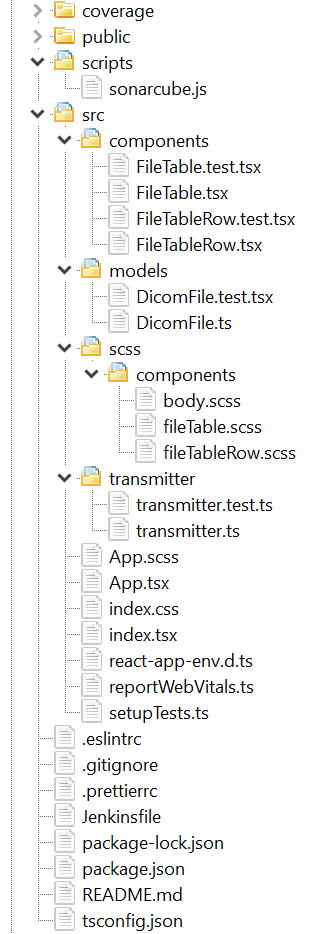 coverage
public
scripts
sonarcube.js
src
components
FileTable.test.tsx
FileTable.tsx
FileTableRow.test.tsx
FileTableRow.tsx
models
DicomFile.test.tsx
DicomFile.ts
scss
components
body.scss
fileTable.scss
fileTableRow.scss
transmitter
transmitter.test.ts
transmitter.ts
App.scss
App.tsx
index.css
index.tsx
react-app-env.d.ts
reportWebVitals.ts
setupTests.ts
.eslintrc
.gitignore
.prettierrc
Jenkinsfile
package-lock.json
package.json
README.md
tsconfig.json